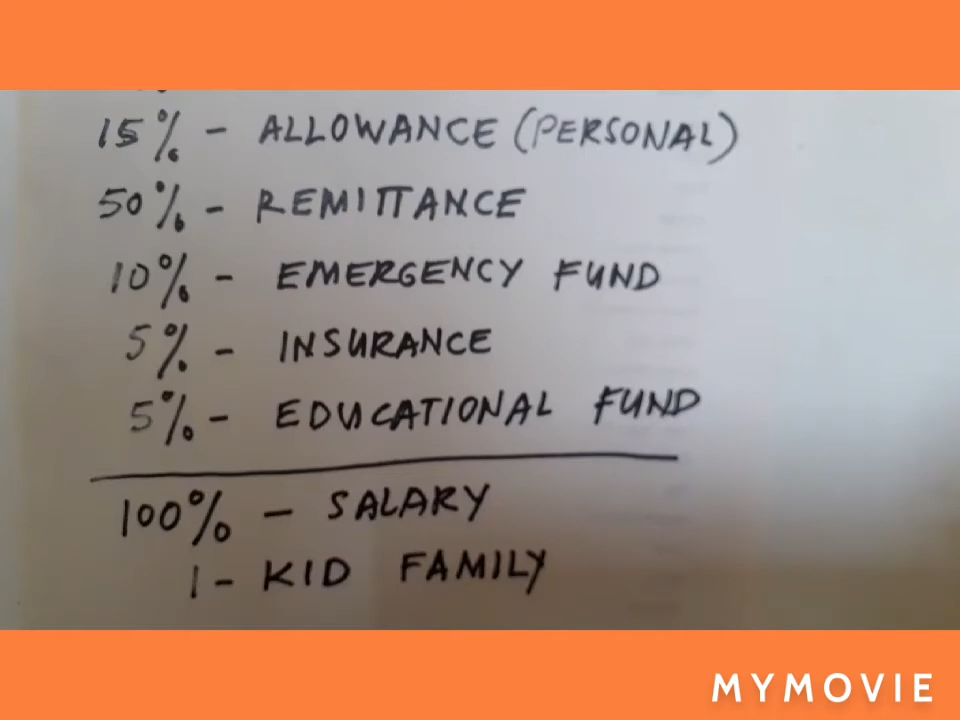 15% - ALLOWANCE (PERSONAL)
50% - REMITTANCE
10% - EMERGENCY FUND
5% - INSURANCE
5% - EDUCATIONAL FUND
100% - SALARY
1 - KID FAMILY
MYMOVIE